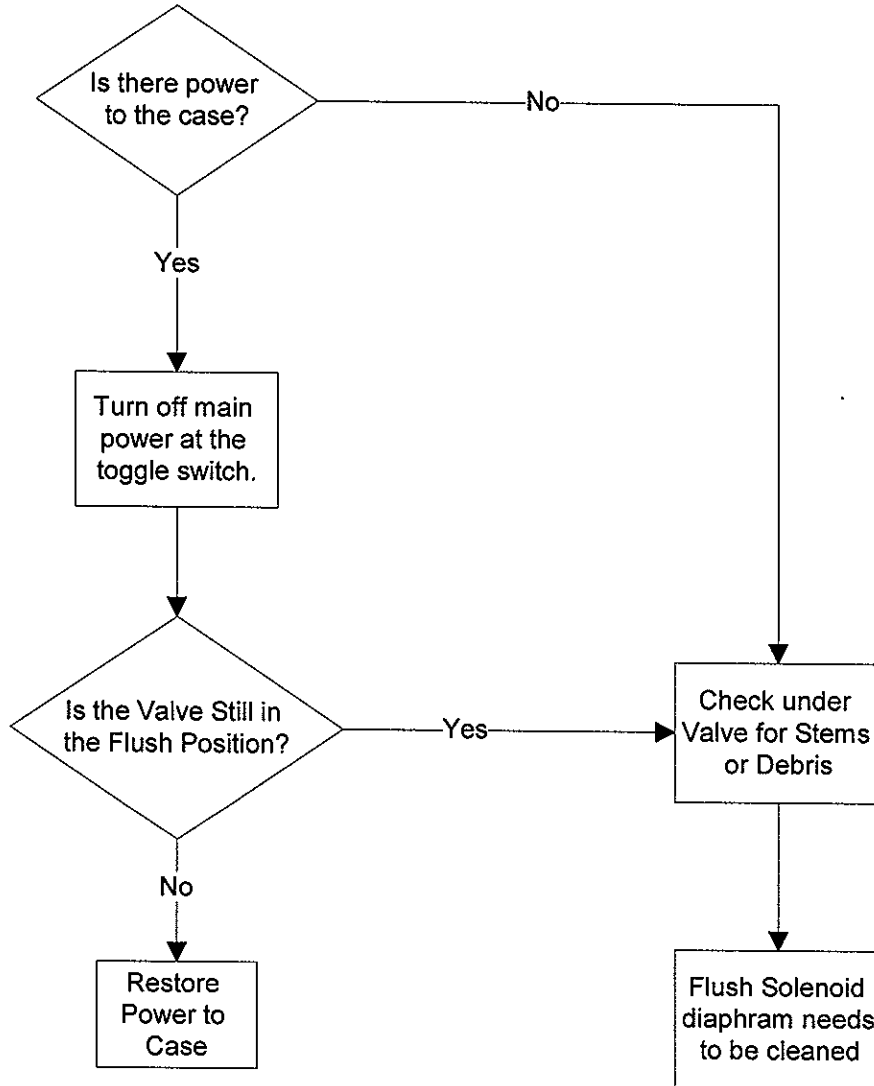 Is there power
to the case?
No
Yes
Turn off main
power at the
toggle switch.
Is the Valve Still in
the Flush Position?
Yes
Check under
Valve for Stems
or Debris
No
Restore
Power to
Case
Flush Solenoid
diaphram needs
to be cleaned